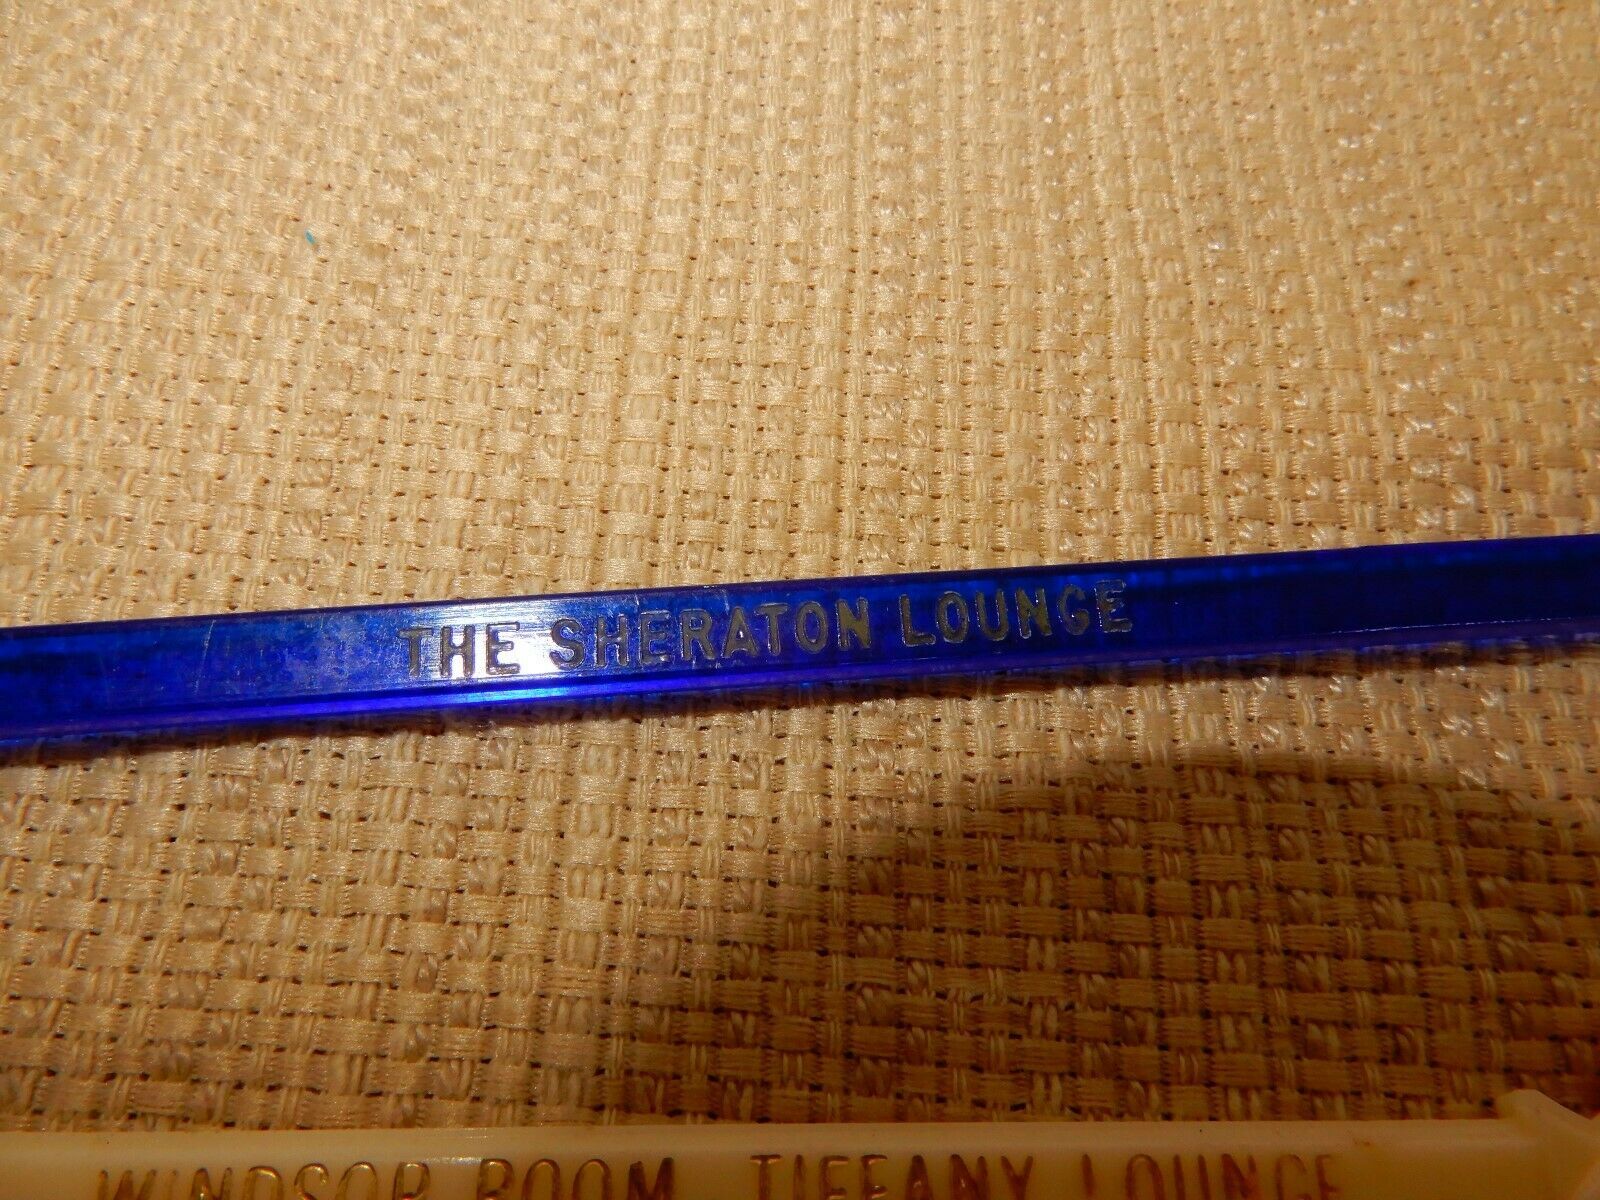 THE SHERATON LOUNGE
WINDSOR ROOM TIFFANY LOUNGE